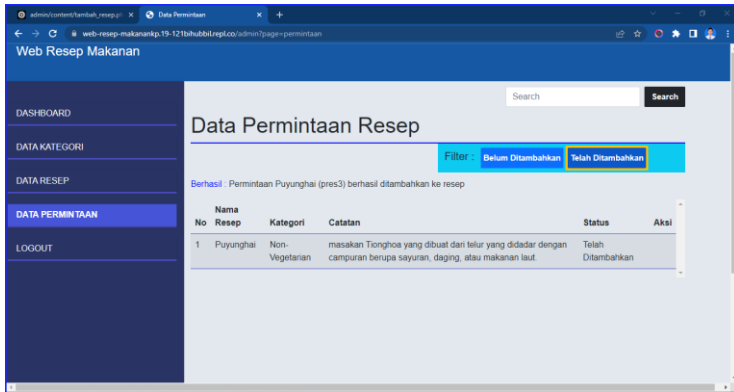 admin/content/tambah_resep.p
Data Permintaan
web-resep-makanankp.19-121bihubbil.repl.co/admin?page=permintaan
Web Resep Makanan
Search Search
DASHBOARD
Data Permintaan Resep
DATA KATEGORI
Filter : Belum Ditambahkan Telah Ditambahkan
DATA RESEP
Berhasil : Permintaan Puyunghai (pres3) berhasil ditambahkan ke resep
DATA PERMINTAAN
LOGOUT
Nama
No Resep Kategori Catatan Status Aksi
1 Puyunghai Non- masakan Tionghoa yang dibuat dari telur yang didadar dengan Telah
Vegetarian campuran berupa sayuran, daging, atau makanan laut. Ditambahkan